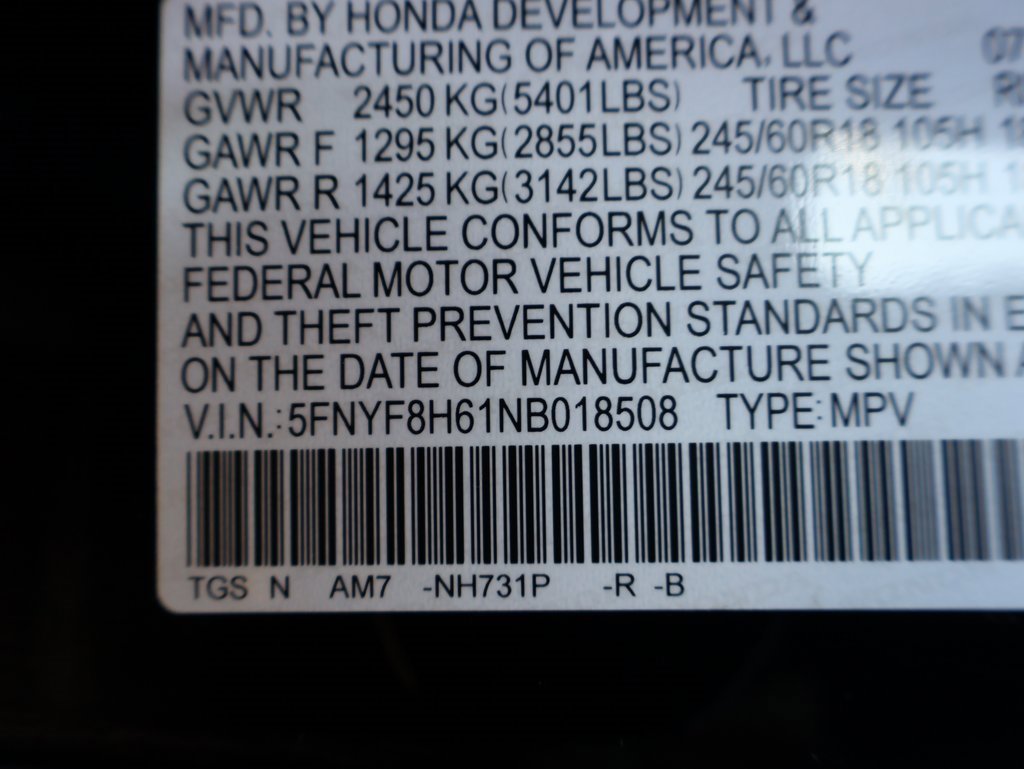 MFD. BY HONDA DEVELOPMENT &
MANUFACTURING OF AMERICA, LLC 07
GVWR 2450 KG(5401LBS) TIRE SIZE
GAWR F 1295 KG(2855LBS) 245/60R18 105H
GAWR R 1425 KG(3142LBS) 245/60R18 105H
THIS VEHICLE CONFORMS TO ALL APPLICA
FEDERAL MOTOR VEHICLE SAFETY
AND THEFT PREVENTION STANDARDS IN E
ON THE DATE OF MANUFACTURE SHOWN A
V.I.N.: 5FNYF8H61NB018508 TYPE: MPV
TGS N AM7 -NH731P -R -B